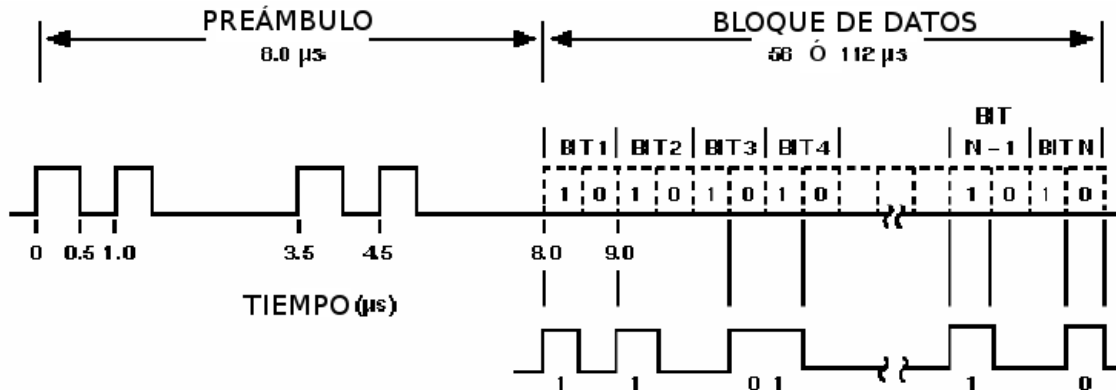 PREÁMBULO
8.0 µs
BLOQUE DE DATOS
56 Ó 112 µs
BIT 1 BIT 2 BIT 3 BIT 4 BIT N - 1 BIT N
1 0 1 0 1 0 1 0 1 0 1 0
0 0.5 1.0 3.5 4.5 8.0 9.0
TIEMPO (µs)
1 1 0 1 1 0